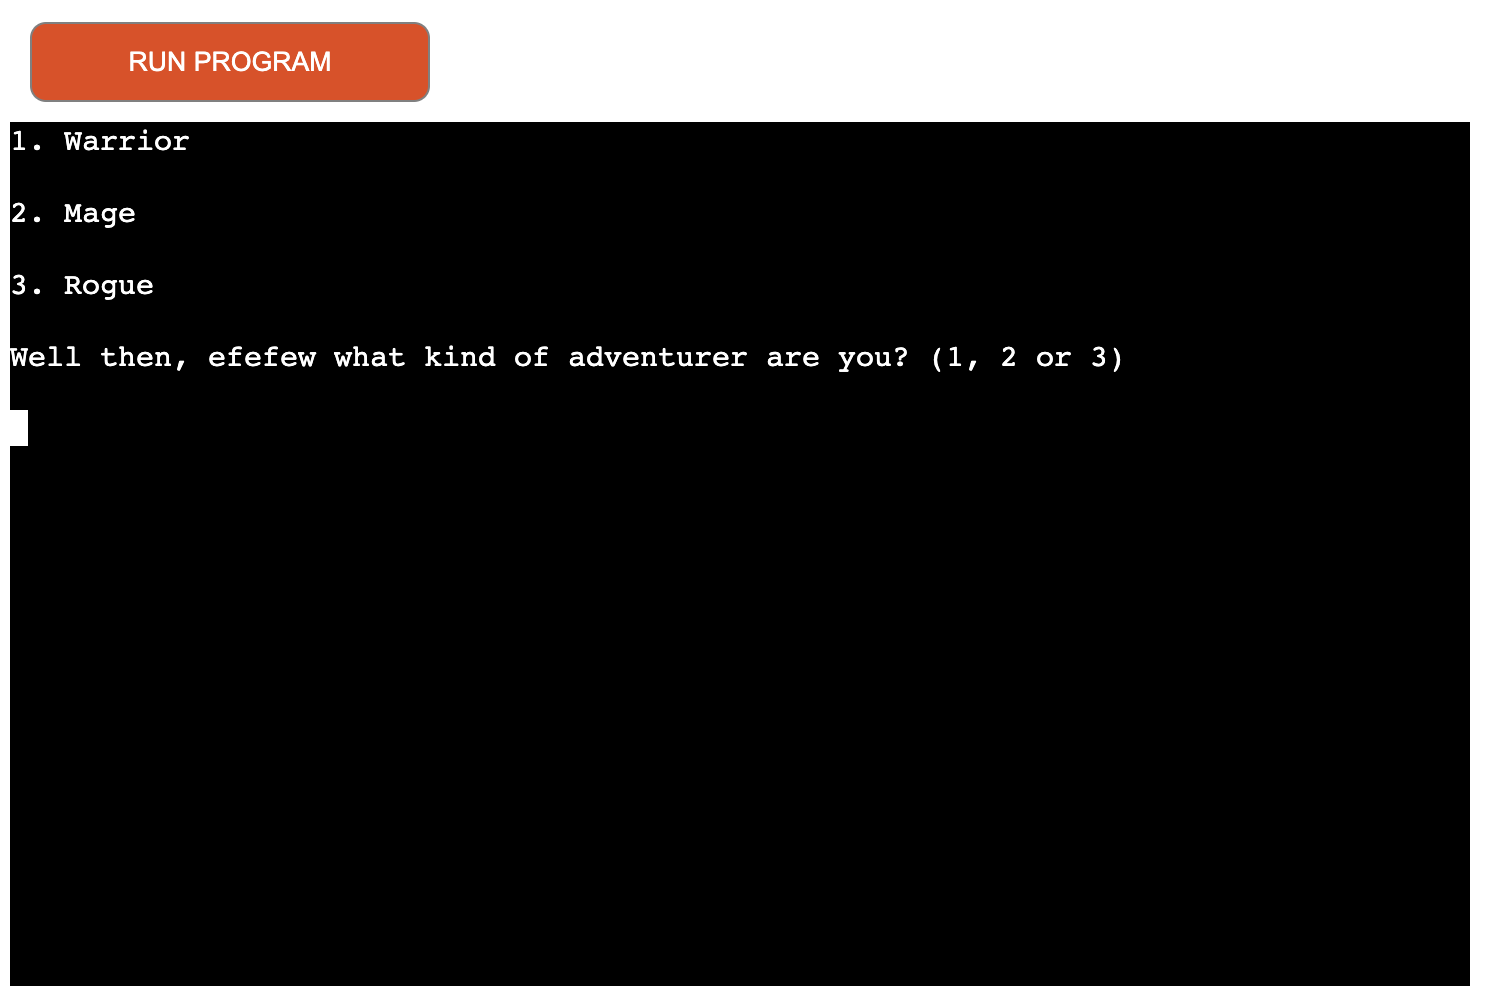 RUN PROGRAM
1. Warrior
2. Mage
3. Rogue
Well then, efefew what kind of adventurer are you? (1, 2 or 3)